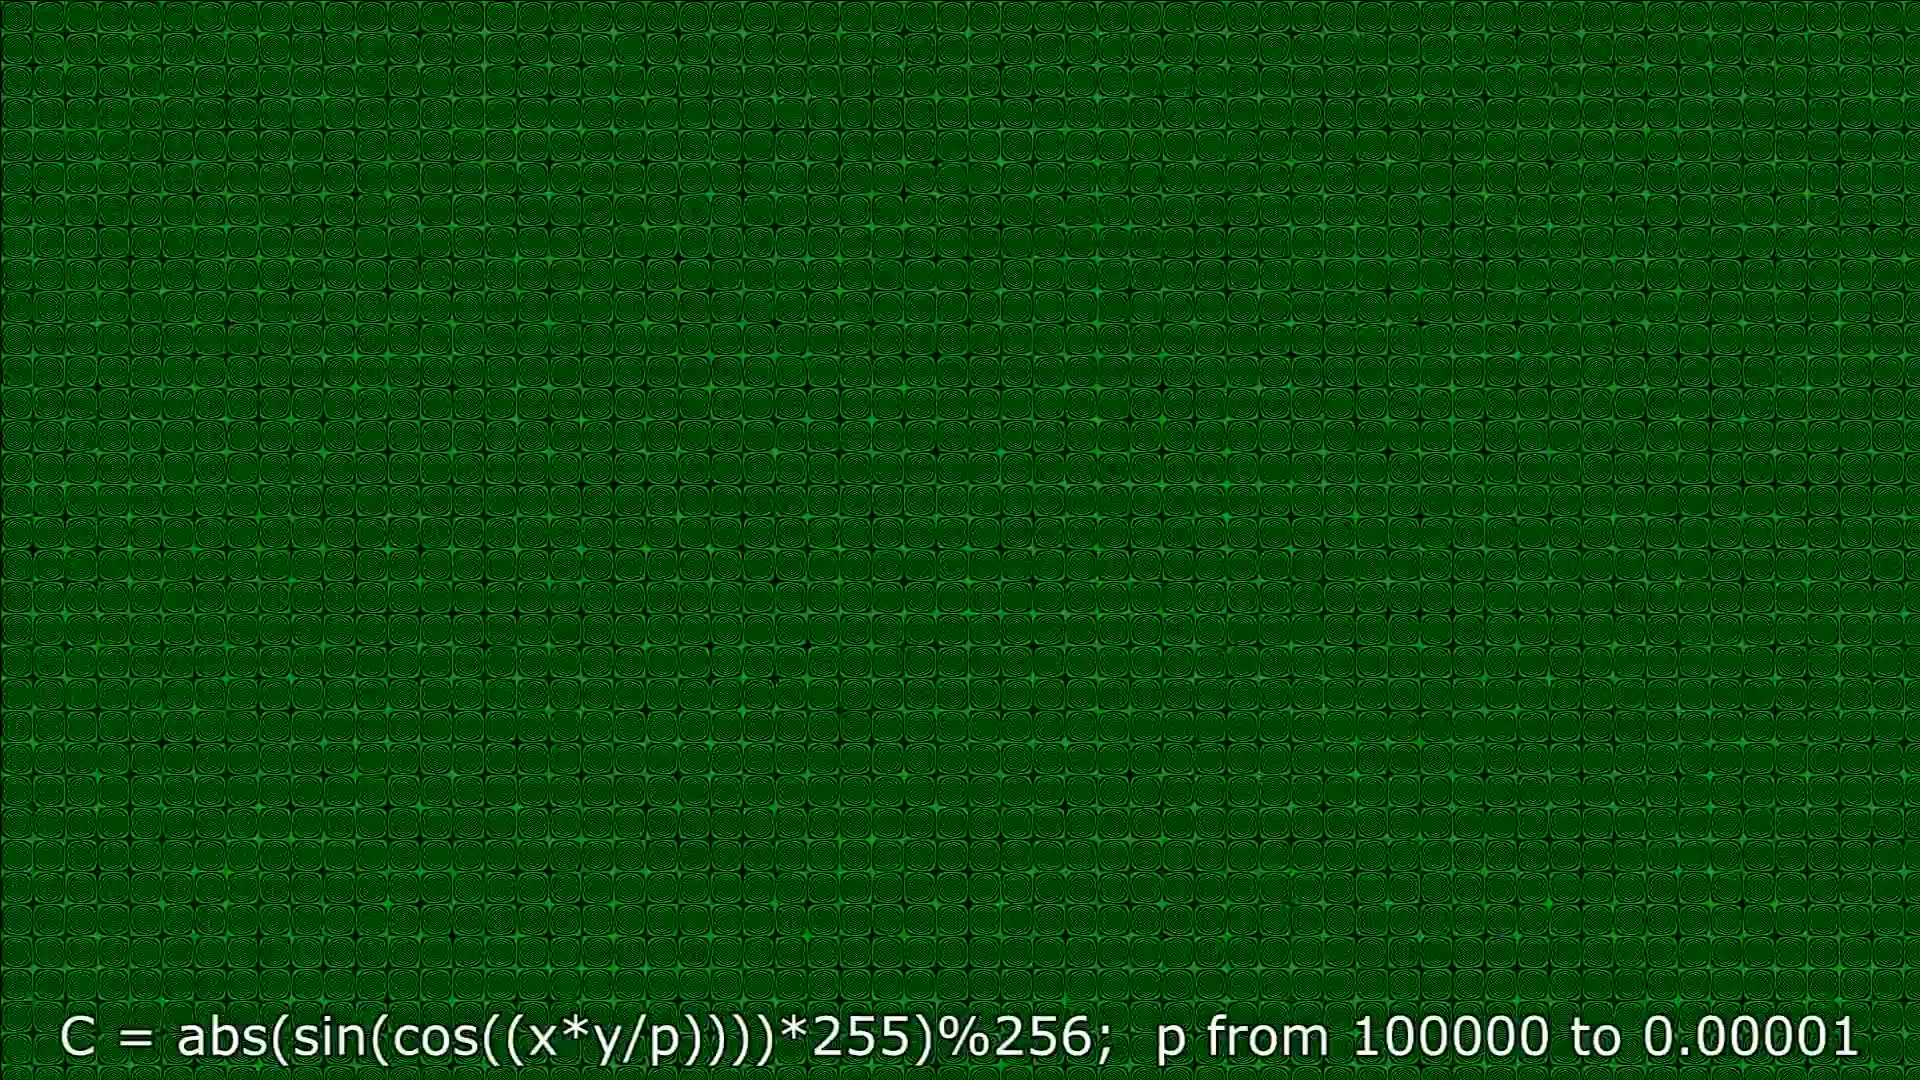 C = abs(sin(cos((x*y/p))))*255)%256;  p from 100000 to 0.00001